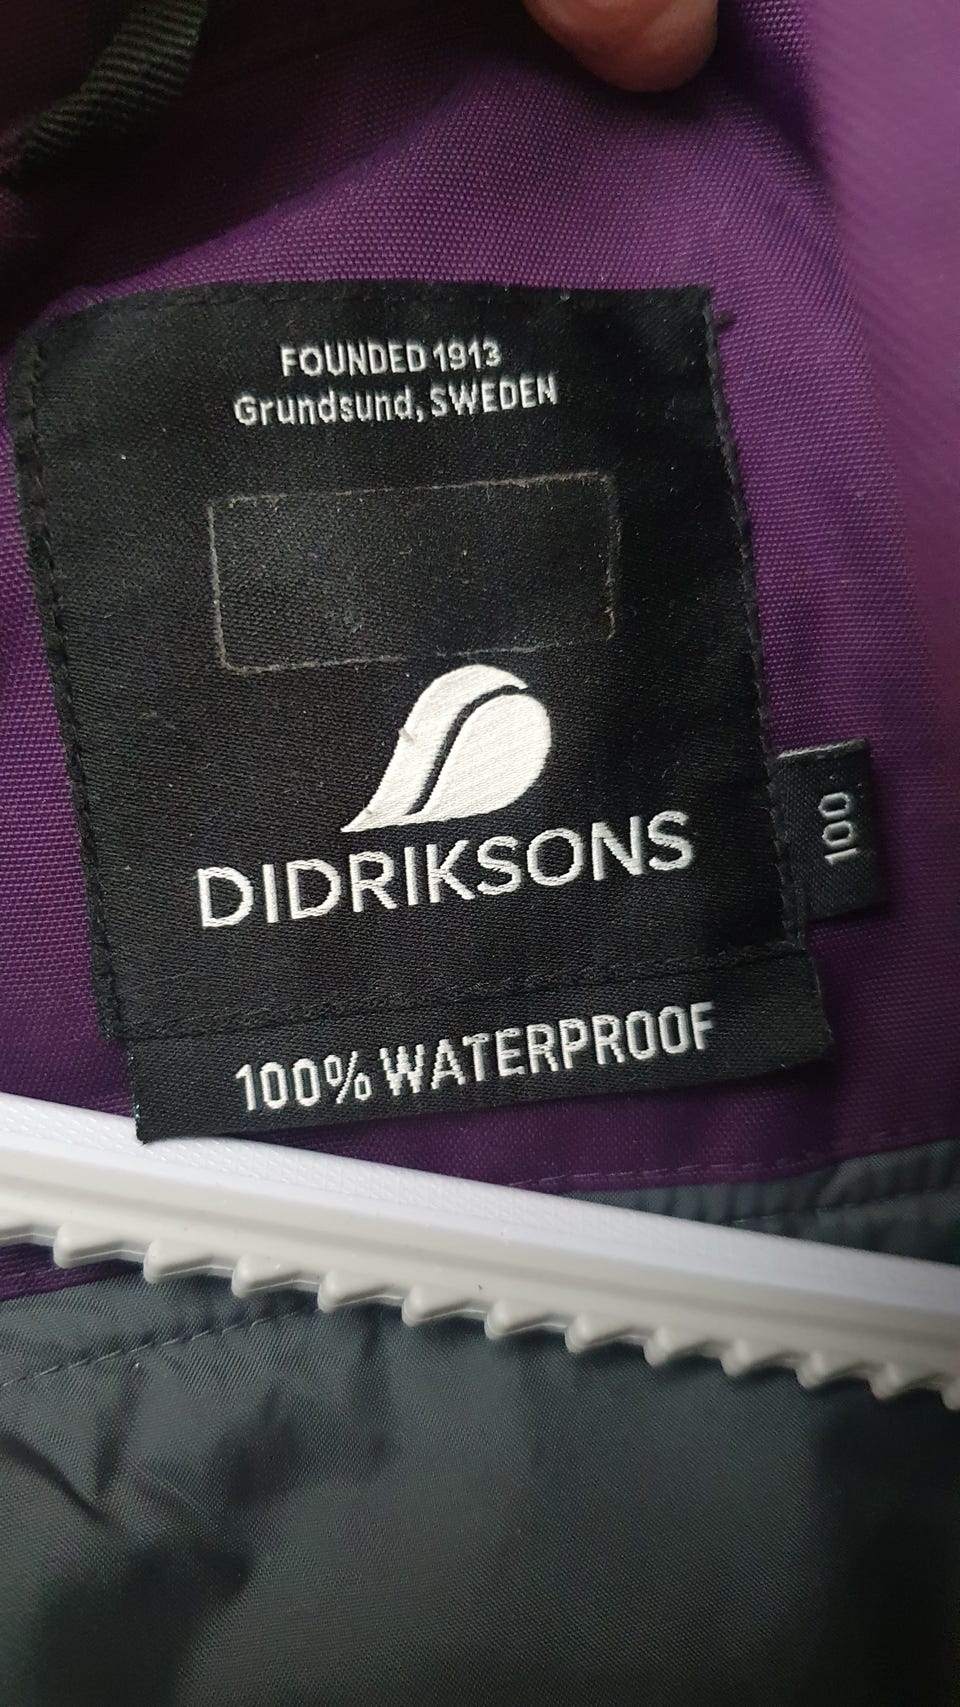 FOUNDED 1913
Grundsund, SWEDEN
DIDRIKSONS
100
100% WATERPROOF